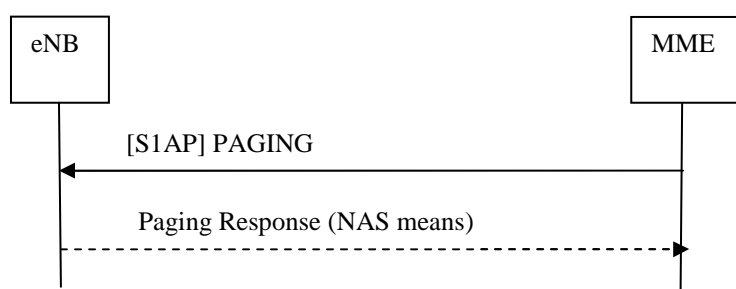 eNB
MME
[S1AP] PAGING
Paging Response (NAS means)